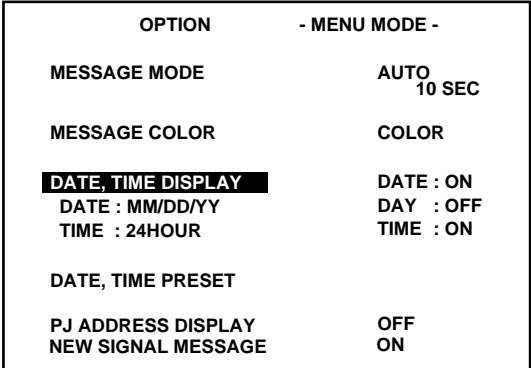 OPTION - MENU MODE -
MESSAGE MODE AUTO
10 SEC
MESSAGE COLOR COLOR
DATE, TIME DISPLAY DATE : ON
DATE : MM/DD/YY DAY : OFF
TIME : 24HOUR TIME : ON
DATE, TIME PRESET
PJ ADDRESS DISPLAY OFF
NEW SIGNAL MESSAGE ON